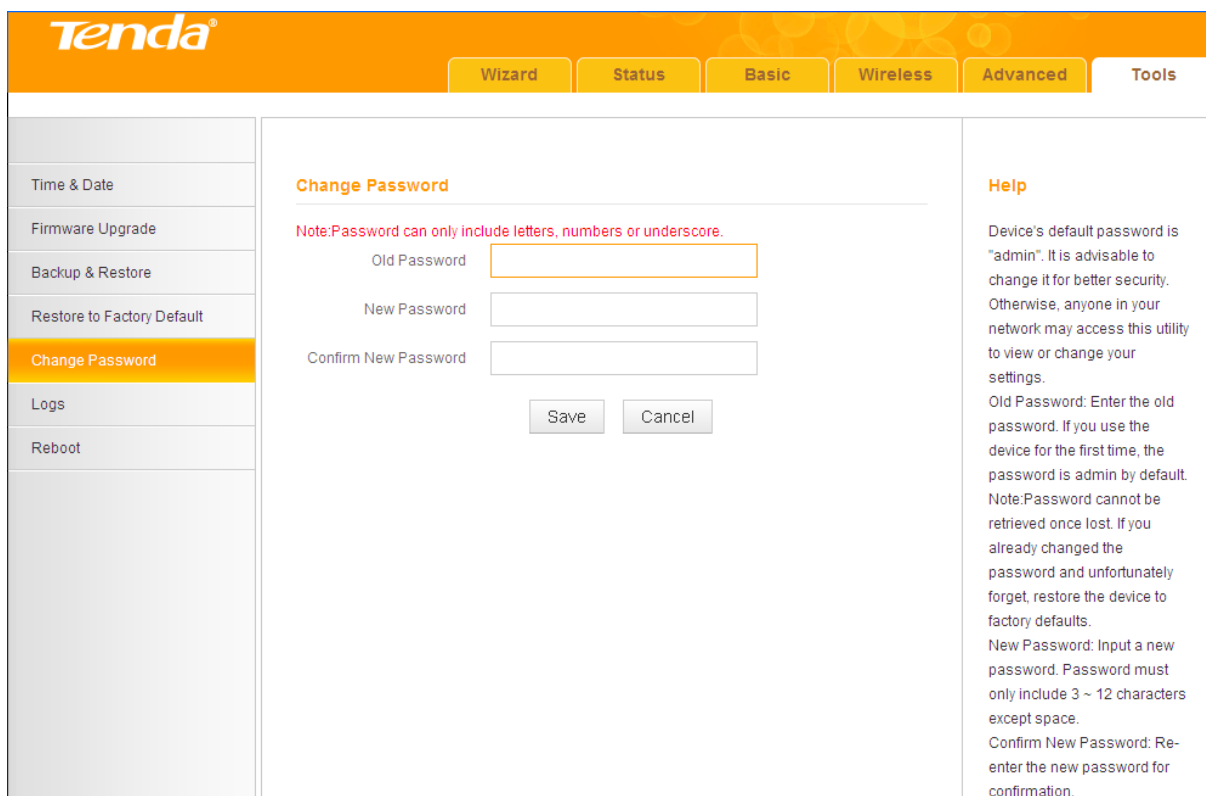 Tenda®
Wizard
Status
Basic
Wireless
Advanced
Tools
Time & Date
Firmware Upgrade
Backup & Restore
Restore to Factory Default
Change Password
Logs
Reboot
Change Password
Note:Password can only include letters, numbers or underscore.
Old Password
New Password
Confirm New Password
Save
Cancel
Help
Device's default password is
"admin". It is advisable to
change it for better security.
Otherwise, anyone in your
network may access this utility
to view or change your
settings.
Old Password: Enter the old
password. If you use the
device for the first time, the
password is admin by default.
Note:Password cannot be
retrieved once lost. If you
already changed the
password and unfortunately
forget, restore the device to
factory defaults.
New Password: Input a new
password. Password must
only include 3 ~ 12 characters
except space.
Confirm New Password: Re-
enter the new password for
confirmation.